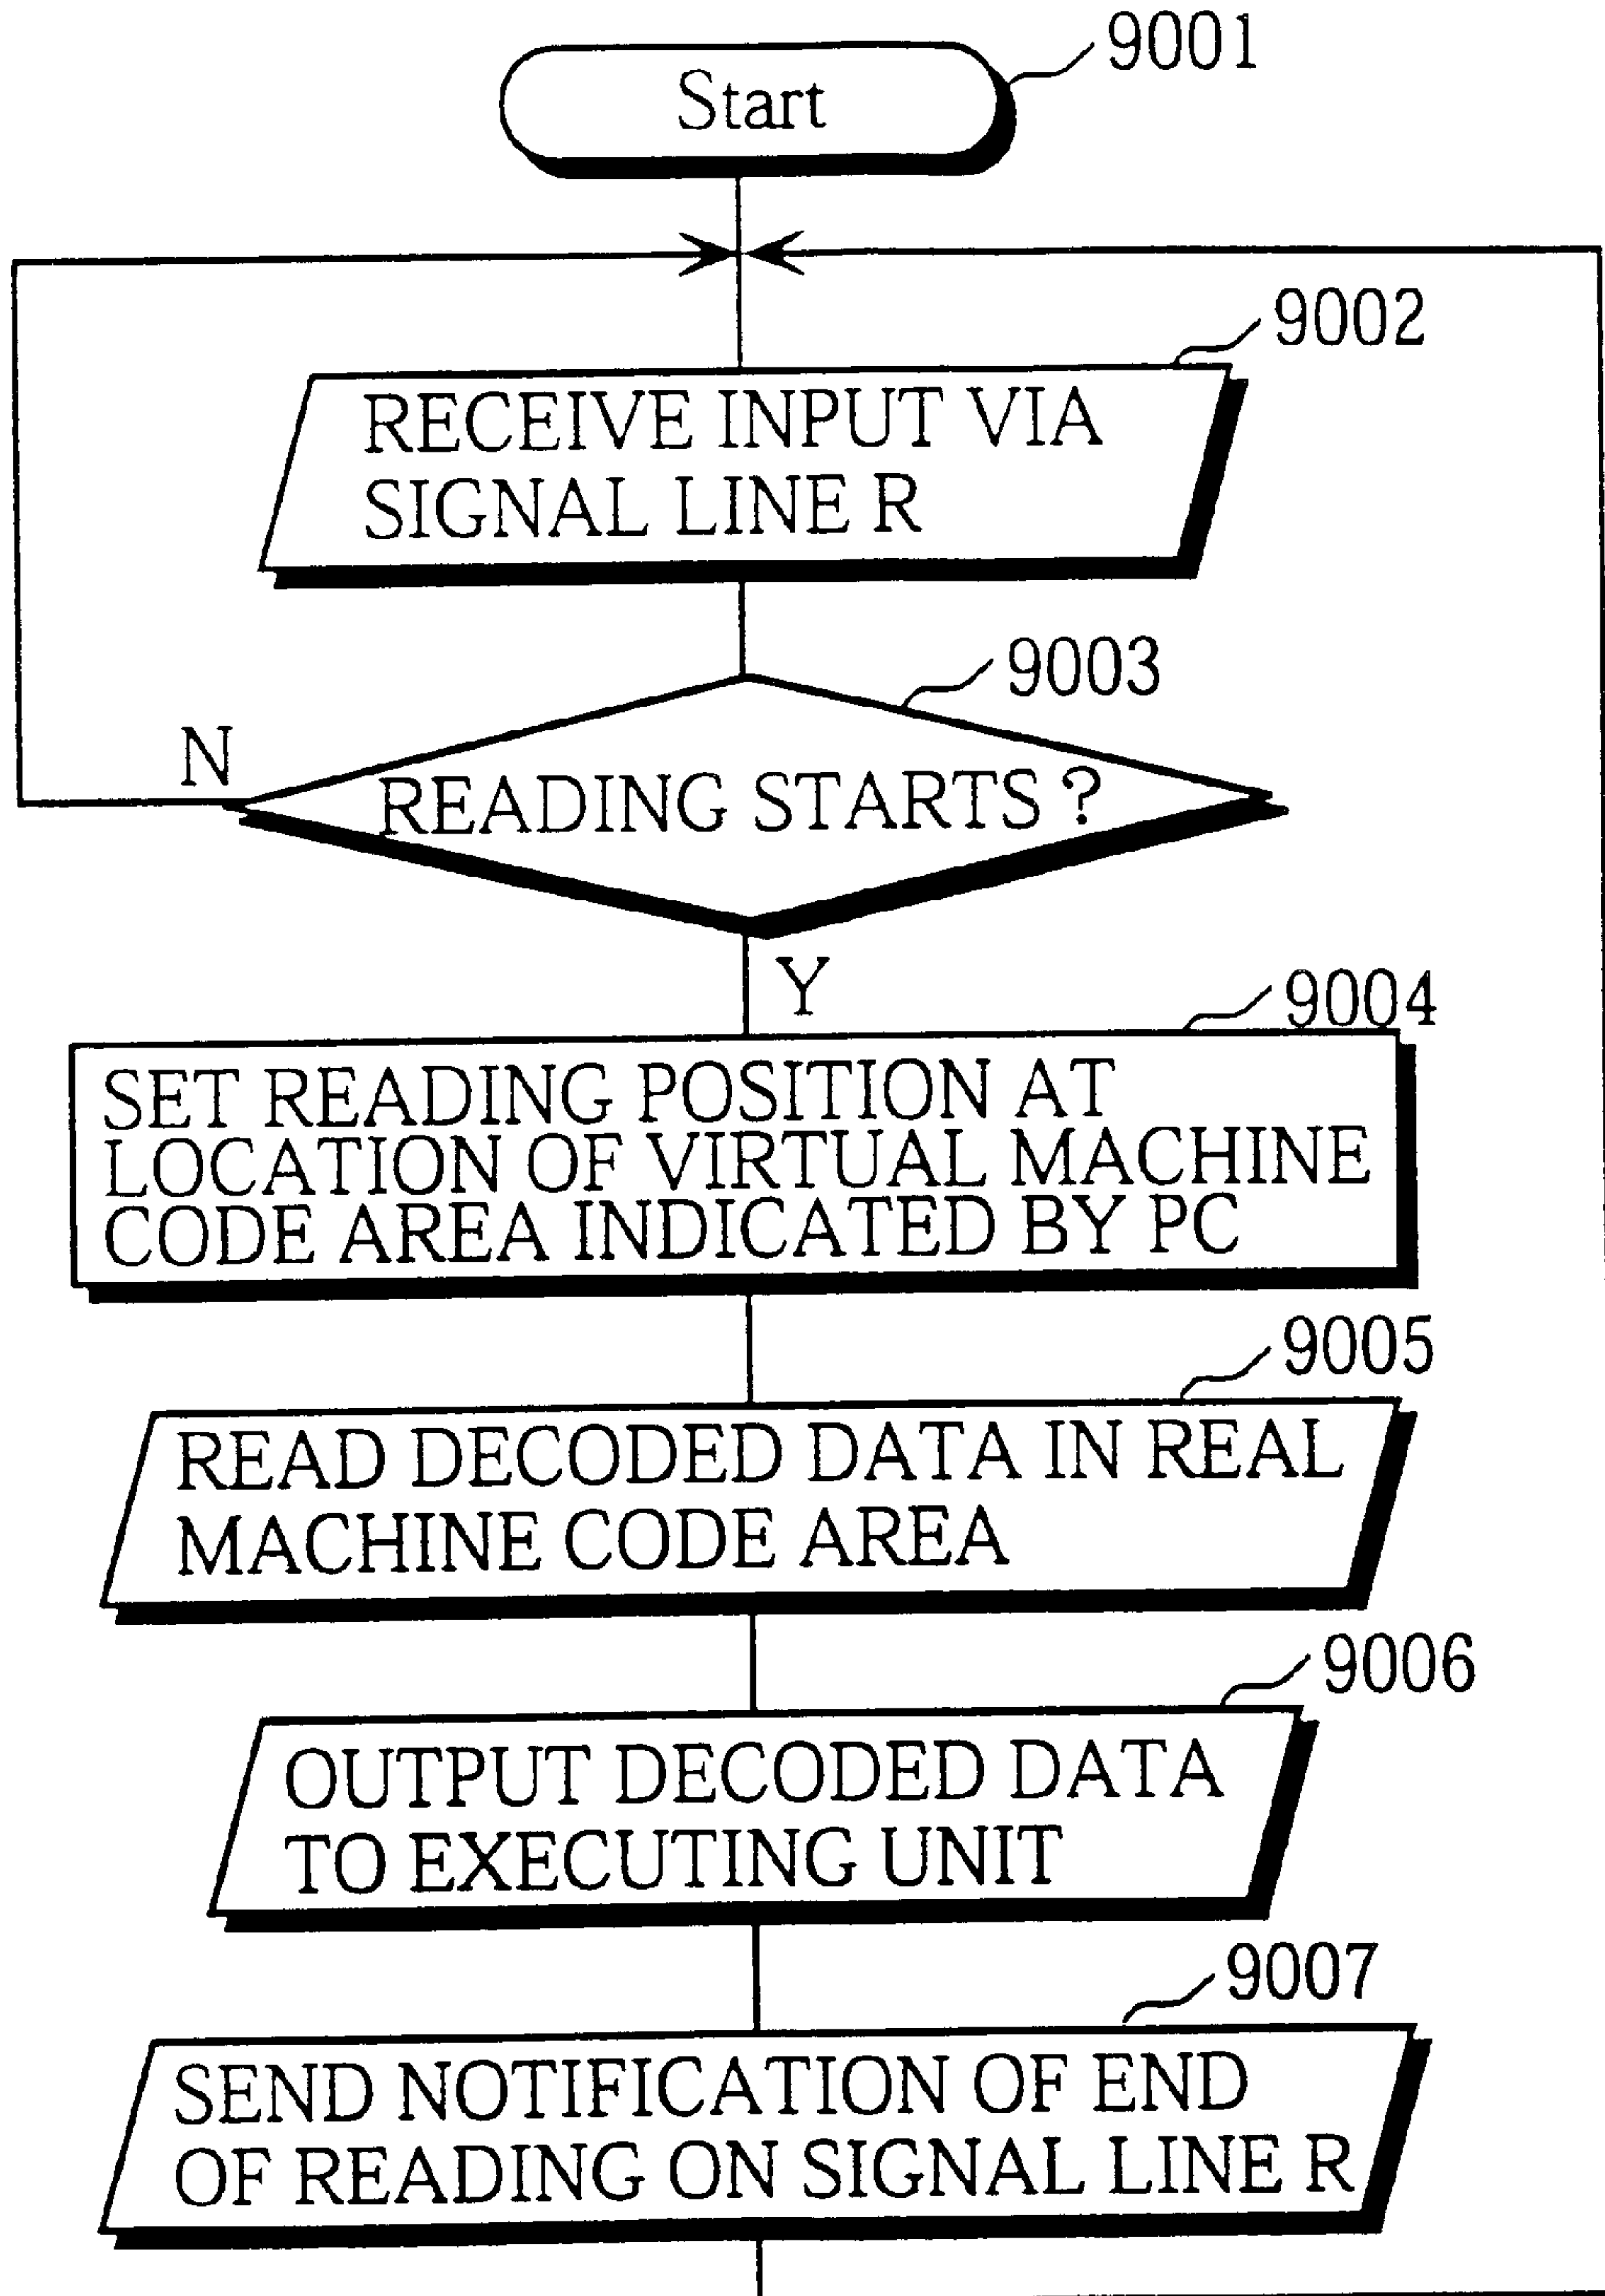 Start
9001
9002
RECEIVE INPUT VIA
SIGNAL LINE R
9003
N
READING STARTS ?
Y
9004
SET READING POSITION AT
LOCATION OF VIRTUAL MACHINE
CODE AREA INDICATED BY PC
9005
READ DECODED DATA IN REAL
MACHINE CODE AREA
9006
OUTPUT DECODED DATA
TO EXECUTING UNIT
9007
SEND NOTIFICATION OF END
OF READING ON SIGNAL LINE R